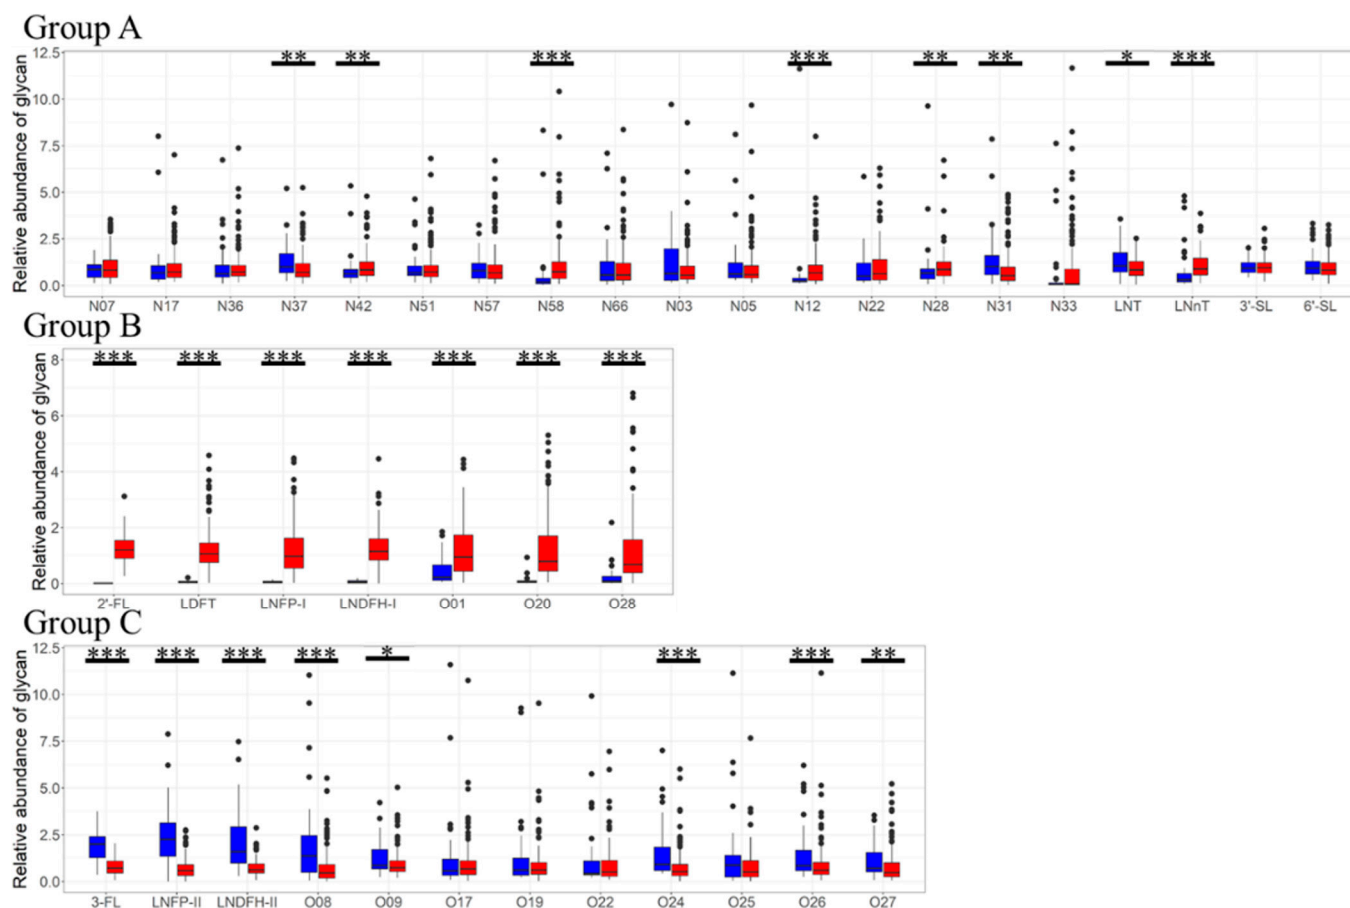 Group A
** ** *** *** ** ** * ***
Relative abundance of glycan
12.5
10.0
7.5
5.0
2.5
0.0
N07 N17 N36 N37 N42 N51 N57 N58 N66 N03 N05 N12 N22 N28 N31 N33 LNT LNnT 3'-SL 6'-SL
Group B
*** *** *** *** *** *** ***
Relative abundance of glycan
8
6
4
2
0
2'-FL LDFT LNFP-I LNDFH-I O01 O20 O28
Group C
*** *** *** *** * *** *** **
Relative abundance of glycan
12.5
10.0
7.5
5.0
2.5
0.0
3-FL LNFP-II LNDFH-II O08 O09 O17 O19 O22 O24 O25 O26 O27